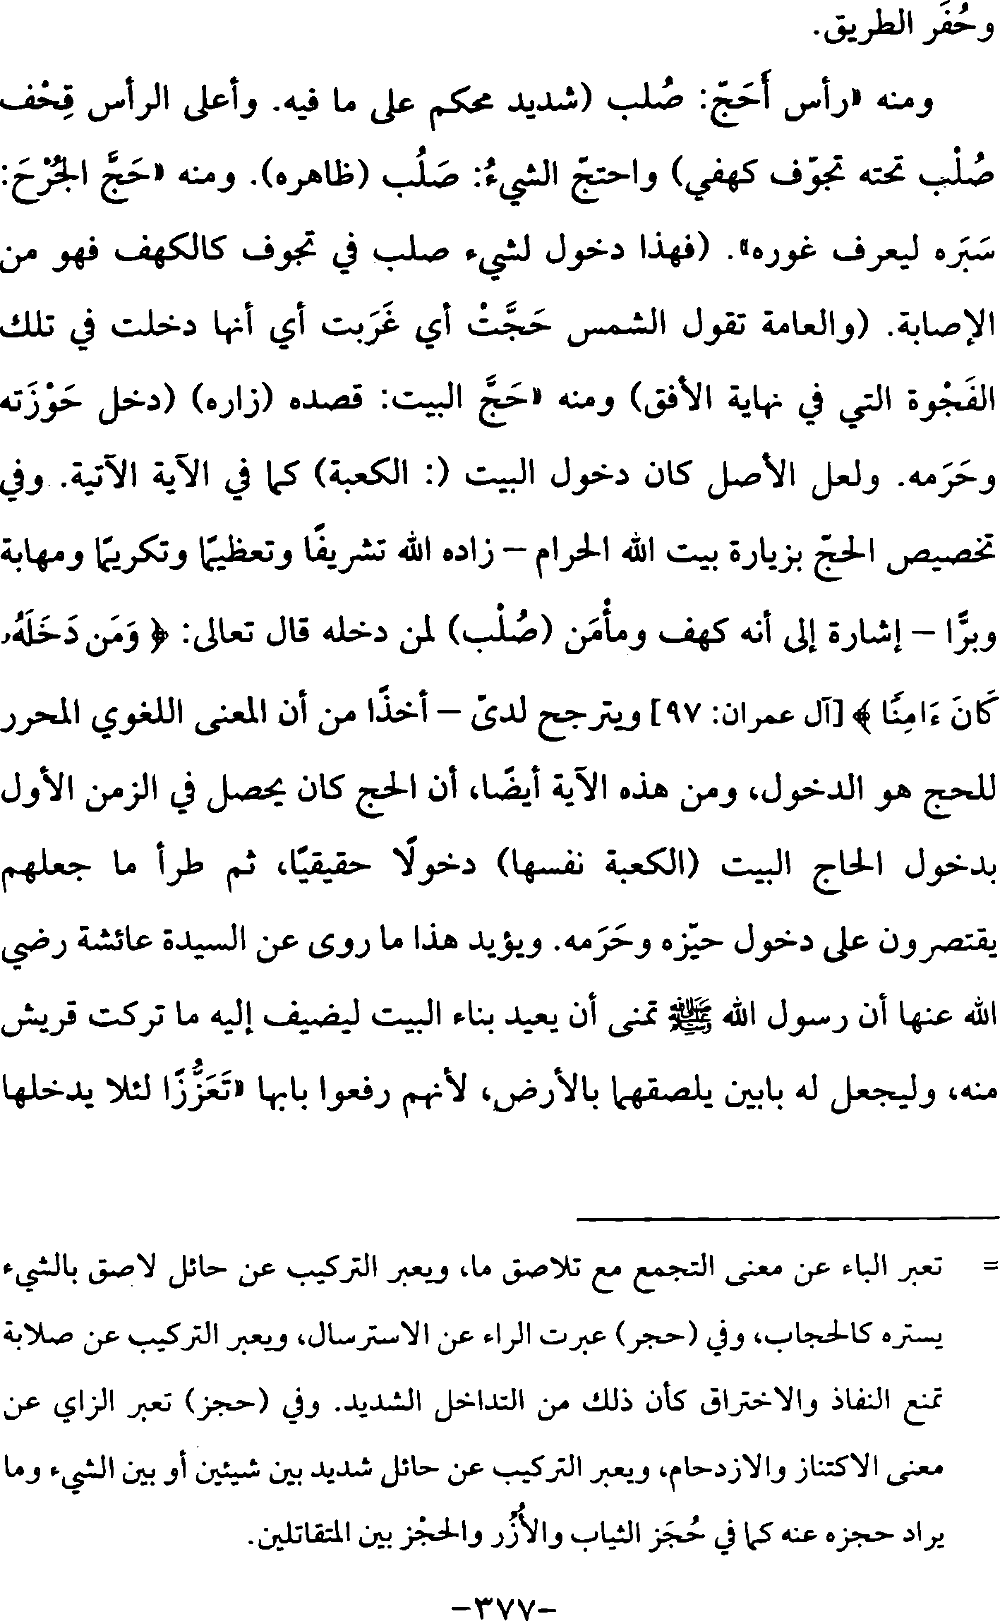 وحُفَر الطريق.
ومنه «رأس أَحَجّ: صُلب (شديد محكم على ما فيه. وأعلى الرأس قِحْف
صُلْب تحته تجوّف كهفي) واحتجّ الشيءُ: صَلُب (ظاهره). ومنه «حَجَّ الجُرْحَ:
سَبَرَه ليعرف غوره». (فهذا دخول لشيء صلب في تجوف كالكهف فهو من
الإصابة. (والعامة تقول الشمس حَجَّتْ أي غَرَبت أي أنها دخلت في تلك
الفَجْوة التي في نهاية الأفق) ومنه «حَجَّ البيت: قصده (زاره) (دخل حَوْزَته
وحَرَمه. ولعل الأصل كان دخول البيت (: الكعبة) كما في الآية الآتية. وفي
تخصيص الحجّ بزيارة بيت الله الحرام – زاده الله تشريفًا وتعظيمًا وتكريمًا ومهابة
وبرًّا – إشارة إلى أنه كهف ومأْمَن (صُلْب) لمن دخله قال تعالى: ﴿ وَمَن دَخَلَهُۥ
كَانَ ءَامِنًا ﴾ [آل عمران: ٩٧] ويترجح لديّ – أخذًا من أن المعنى اللغوي المحرر
للحج هو الدخول، ومن هذه الآية أيضًا، أن الحج كان يحصل في الزمن الأول
بدخول الحاج البيت (الكعبة نفسها) دخولًا حقيقيًا، ثم طرأ ما جعلهم
يقتصرون على دخول حيّزه وحَرَمه. ويؤيد هذا ما روى عن السيدة عائشة رضي
الله عنها أن رسول الله ﷺ تمنى أن يعيد بناء البيت ليضيف إليه ما تركت قريش
منه، وليجعل له بابين يلصقهما بالأرض، لأنهم رفعوا بابها «تَعَزُّزًا لئلا يدخلها
= تعبر الباء عن معنى التجمع مع تلاصق ما، ويعبر التركيب عن حائل لاصق بالشيء
يستره كالحجاب، وفي (حجر) عبرت الراء عن الاسترسال، ويعبر التركيب عن صلابة
تمنع النفاذ والاختراق كأن ذلك من التداخل الشديد. وفي (حجز) تعبر الزاي عن
معنى الاكتناز والازدحام، ويعبر التركيب عن حائل شديد بين شيئين أو بين الشيء وما
يراد حجزه عنه كما في حُجَز الثياب والأُزُر والحجْز بين المتقاتلين.
-٣٧٧-